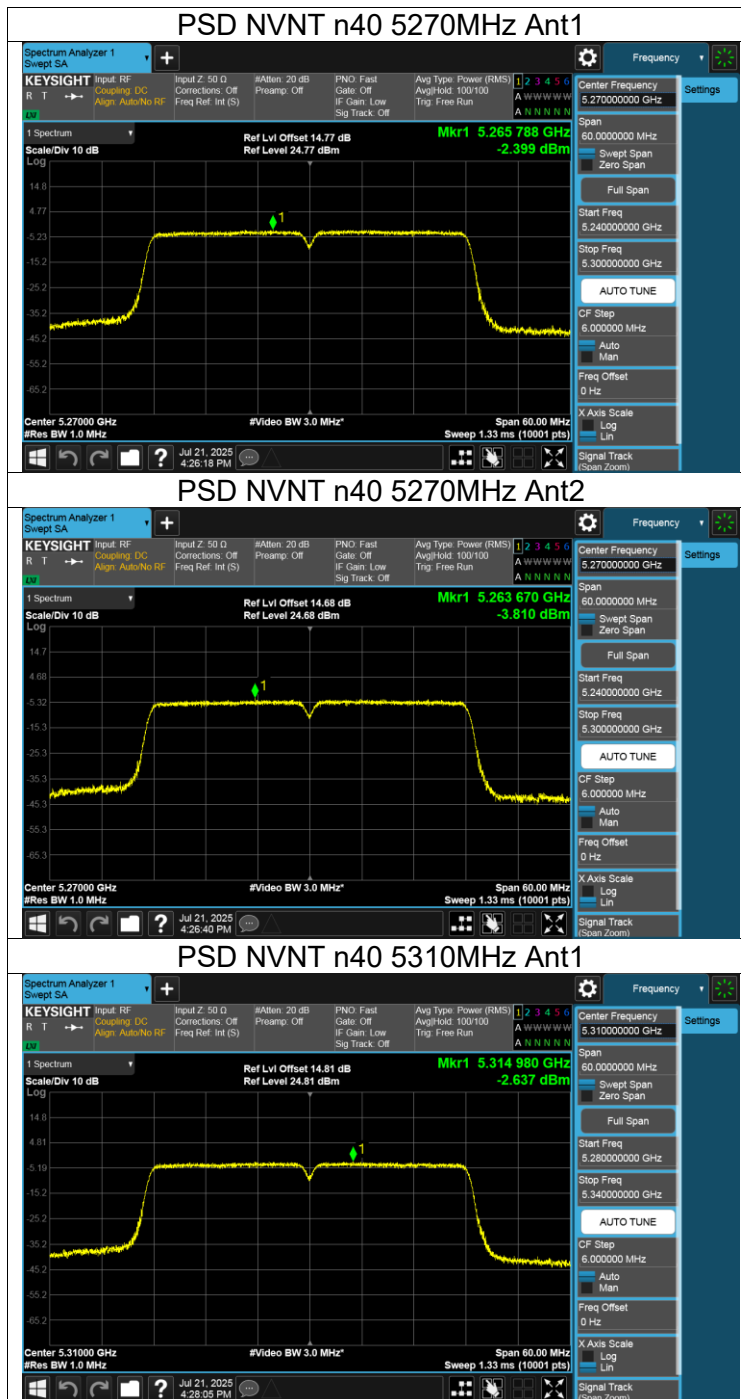 PSD NVNT n40 5270MHz Ant1
Spectrum Analyzer 1
Swept SA
Frequency
KEYSIGHT
R T
LXI
Input: RF
Coupling: DC
Align: Auto/No RF
Input Z: 50 Ω
Corrections: Off
Freq Ref: Int (S)
#Atten: 20 dB
Preamp: Off
PNO: Fast
Gate: Off
IF Gain: Low
Sig Track: Off
Avg Type: Power (RMS)
Avg|Hold: 100/100
Trig: Free Run
1 2 3 4 5 6
A W W W W W
A N N N N N
Center Frequency
5.270000000 GHz
Settings
Span
60.0000000 MHz
Swept Span
Zero Span
Full Span
Start Freq
5.240000000 GHz
Stop Freq
5.300000000 GHz
AUTO TUNE
CF Step
6.000000 MHz
Auto
Man
Freq Offset
0 Hz
X Axis Scale
Log
Lin
Signal Track
(Span Zoom)
1 Spectrum
Scale/Div 10 dB
Log
Ref Lvl Offset 14.77 dB
Ref Level 24.77 dBm
Mkr1 5.265 788 GHz
-2.399 dBm
14.8
4.77
-5.23
-15.2
-25.2
-35.2
-45.2
-55.2
-65.2
1
Center 5.27000 GHz
#Res BW 1.0 MHz
#Video BW 3.0 MHz*
Span 60.00 MHz
Sweep 1.33 ms (10001 pts)
Jul 21, 2025
4:26:18 PM
PSD NVNT n40 5270MHz Ant2
Spectrum Analyzer 1
Swept SA
Frequency
KEYSIGHT
R T
LXI
Input: RF
Coupling: DC
Align: Auto/No RF
Input Z: 50 Ω
Corrections: Off
Freq Ref: Int (S)
#Atten: 20 dB
Preamp: Off
PNO: Fast
Gate: Off
IF Gain: Low
Sig Track: Off
Avg Type: Power (RMS)
Avg|Hold: 100/100
Trig: Free Run
1 2 3 4 5 6
A W W W W W
A N N N N N
Center Frequency
5.270000000 GHz
Settings
Span
60.0000000 MHz
Swept Span
Zero Span
Full Span
Start Freq
5.240000000 GHz
Stop Freq
5.300000000 GHz
AUTO TUNE
CF Step
6.000000 MHz
Auto
Man
Freq Offset
0 Hz
X Axis Scale
Log
Lin
Signal Track
(Span Zoom)
1 Spectrum
Scale/Div 10 dB
Log
Ref Lvl Offset 14.68 dB
Ref Level 24.68 dBm
Mkr1 5.263 670 GHz
-3.810 dBm
14.7
4.68
-5.32
-15.3
-25.3
-35.3
-45.3
-55.3
-65.3
1
Center 5.27000 GHz
#Res BW 1.0 MHz
#Video BW 3.0 MHz*
Span 60.00 MHz
Sweep 1.33 ms (10001 pts)
Jul 21, 2025
4:26:40 PM
PSD NVNT n40 5310MHz Ant1
Spectrum Analyzer 1
Swept SA
Frequency
KEYSIGHT
R T
LXI
Input: RF
Coupling: DC
Align: Auto/No RF
Input Z: 50 Ω
Corrections: Off
Freq Ref: Int (S)
#Atten: 20 dB
Preamp: Off
PNO: Fast
Gate: Off
IF Gain: Low
Sig Track: Off
Avg Type: Power (RMS)
Avg|Hold: 100/100
Trig: Free Run
1 2 3 4 5 6
A W W W W W
A N N N N N
Center Frequency
5.310000000 GHz
Settings
Span
60.0000000 MHz
Swept Span
Zero Span
Full Span
Start Freq
5.280000000 GHz
Stop Freq
5.340000000 GHz
AUTO TUNE
CF Step
6.000000 MHz
Auto
Man
Freq Offset
0 Hz
X Axis Scale
Log
Lin
Signal Track
(Span Zoom)
1 Spectrum
Scale/Div 10 dB
Log
Ref Lvl Offset 14.81 dB
Ref Level 24.81 dBm
Mkr1 5.314 980 GHz
-2.637 dBm
14.8
4.81
-5.19
-15.2
-25.2
-35.2
-45.2
-55.2
-65.2
1
Center 5.31000 GHz
#Res BW 1.0 MHz
#Video BW 3.0 MHz*
Span 60.00 MHz
Sweep 1.33 ms (10001 pts)
Jul 21, 2025
4:28:05 PM